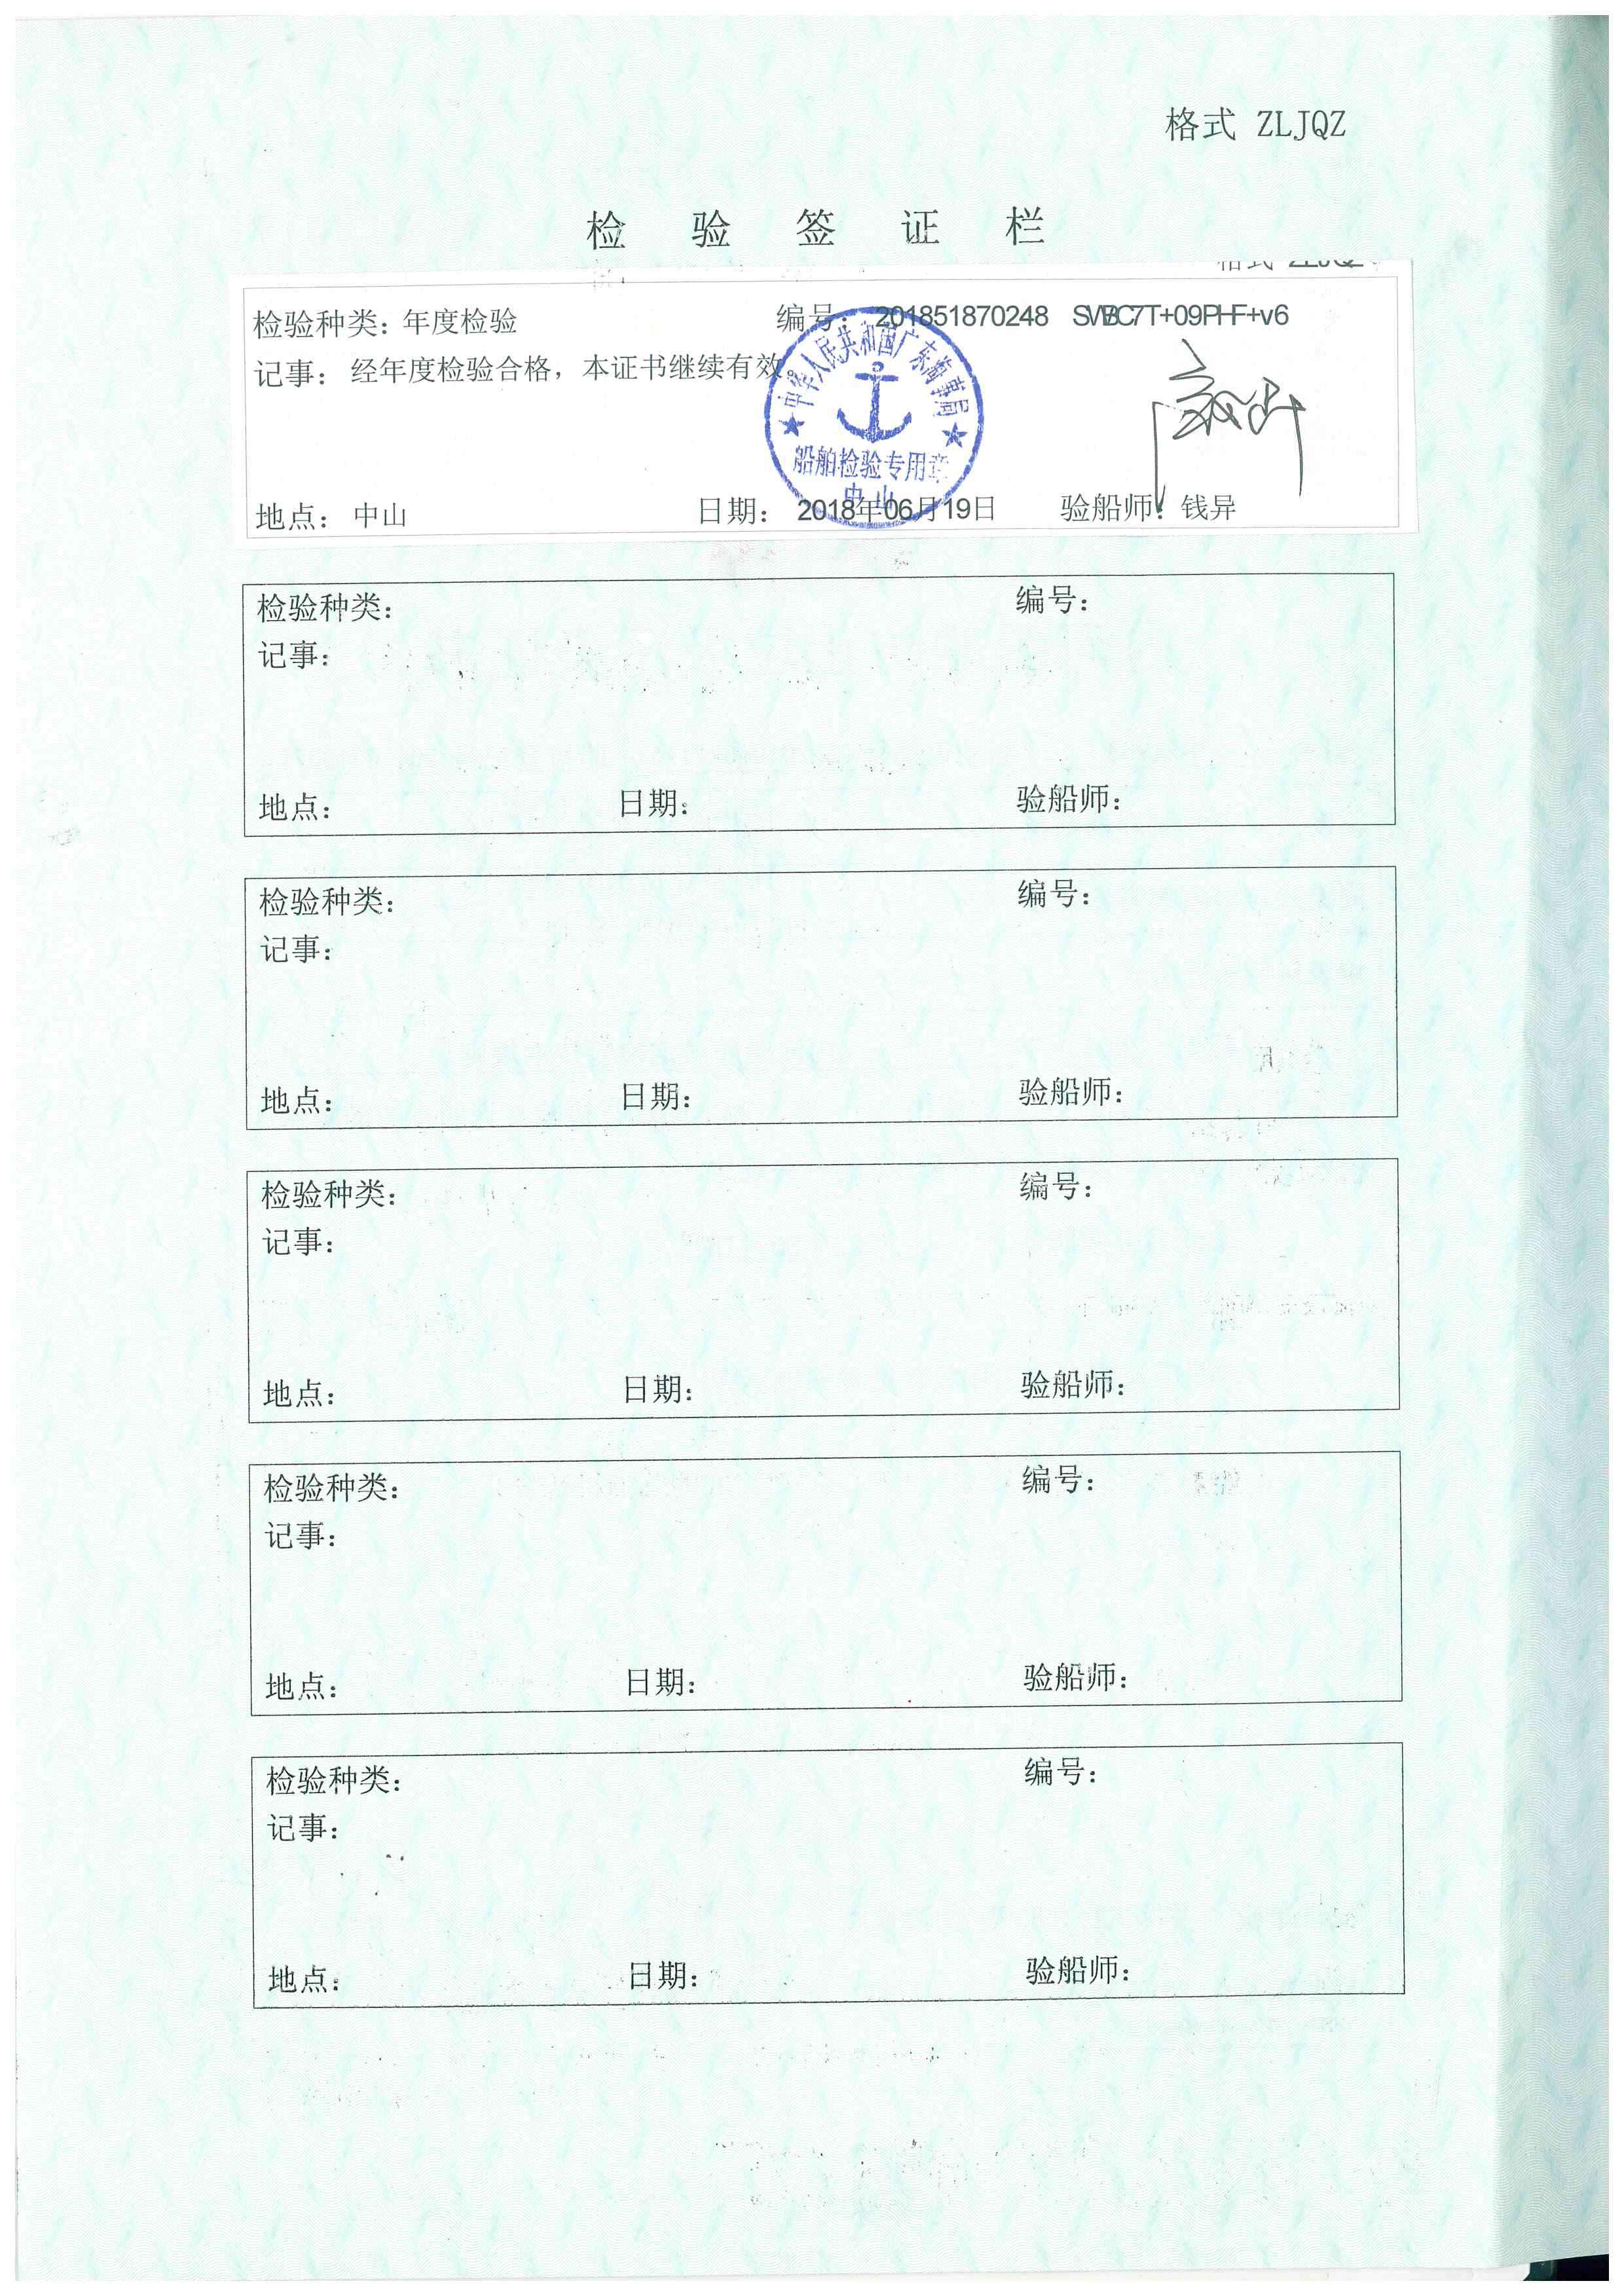 格式 ZLJQZ
检验签证栏
格式 ZLJQZ
检验种类：年度检验 编号：201851870248
记事：经年度检验合格，本证书继续有效。
中华人民共和国广东海事局
船舶检验专用章
中山
地点：中山 日期：2018年06月19日 验船师：钱异
检验种类： 编号：
记事：
地点： 日期： 验船师：
检验种类： 编号：
记事：
地点： 日期： 验船师：
检验种类： 编号：
记事：
地点： 日期： 验船师：
检验种类： 编号：
记事：
地点： 日期： 验船师：
检验种类： 编号：
记事：
地点： 日期： 验船师：